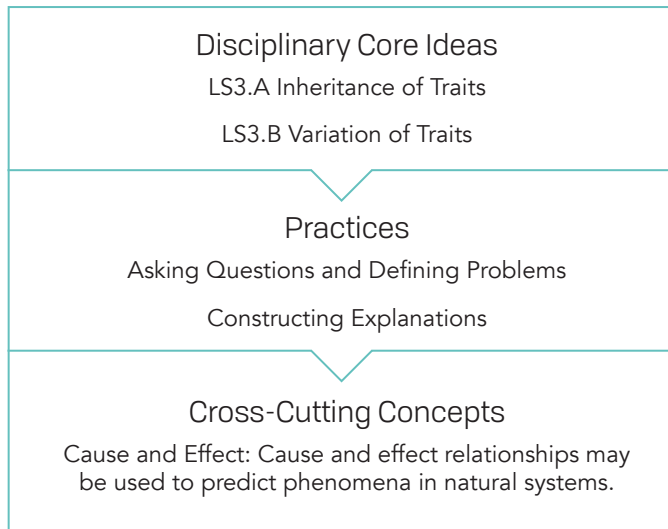 Disciplinary Core Ideas
LS3.A Inheritance of Traits
LS3.B Variation of Traits
Practices
Asking Questions and Defining Problems
Constructing Explanations
Cross-Cutting Concepts
Cause and Effect: Cause and effect relationships may
be used to predict phenomena in natural systems.